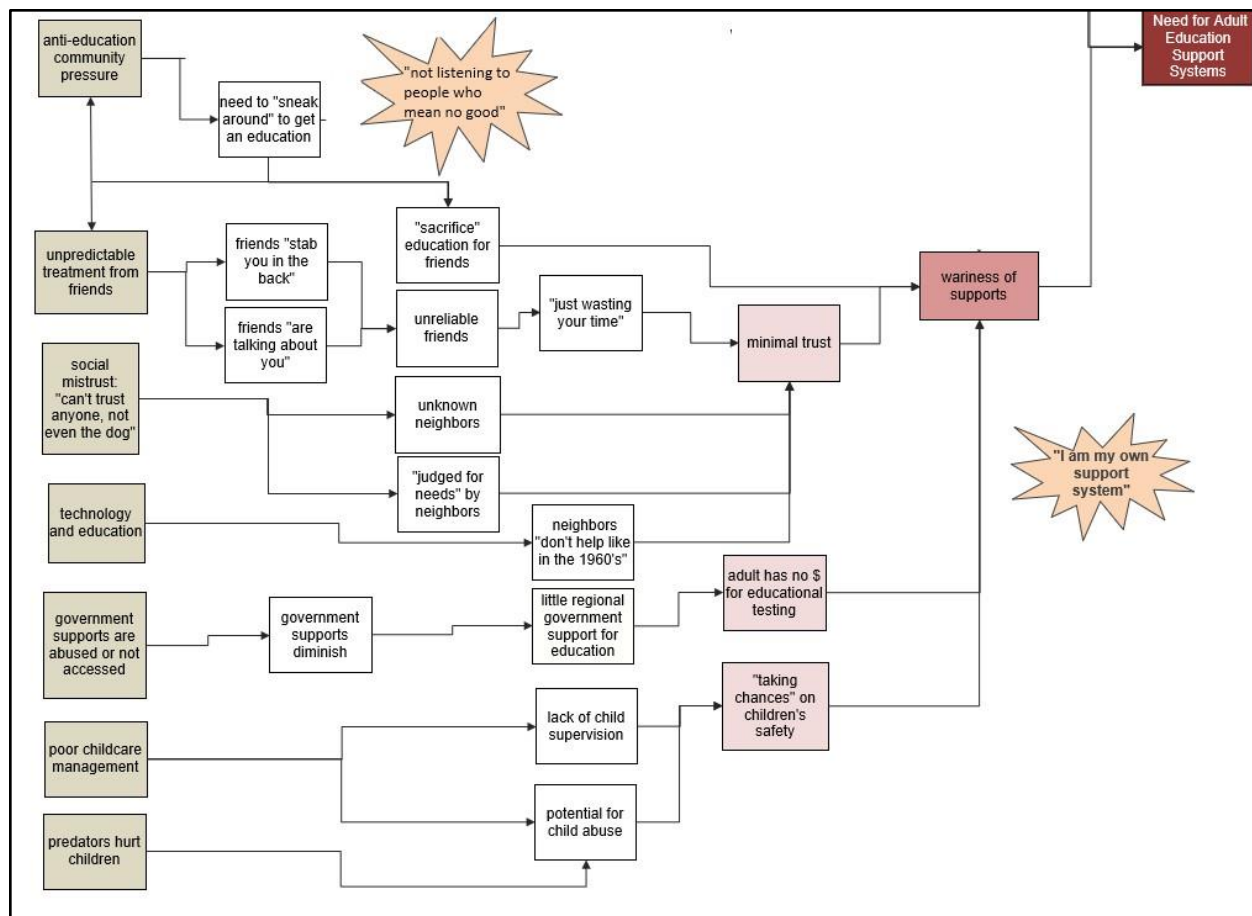 Need for Adult
Education
Support
Systems
anti-education
community
pressure
"not listening to
people who
mean no good"
need to "sneak
around" to get
an education
"sacrifice"
education for
friends
unpredictable
treatment from
friends
friends "stab
you in the
back"
wariness of
supports
friends "are
talking about
you"
unreliable
friends
"just wasting
your time"
minimal trust
social
mistrust:
"can't trust
anyone, not
even the dog"
unknown
neighbors
"judged for
needs" by
neighbors
"I am my own
support
system"
technology
and education
neighbors
"don't help like
in the 1960's"
adult has no $
for educational
testing
government
supports are
abused or not
accessed
government
supports
diminish
little regional
government
support for
education
"taking
chances" on
children's
safety
lack of child
supervision
poor childcare
management
potential for
child abuse
predators hurt
children